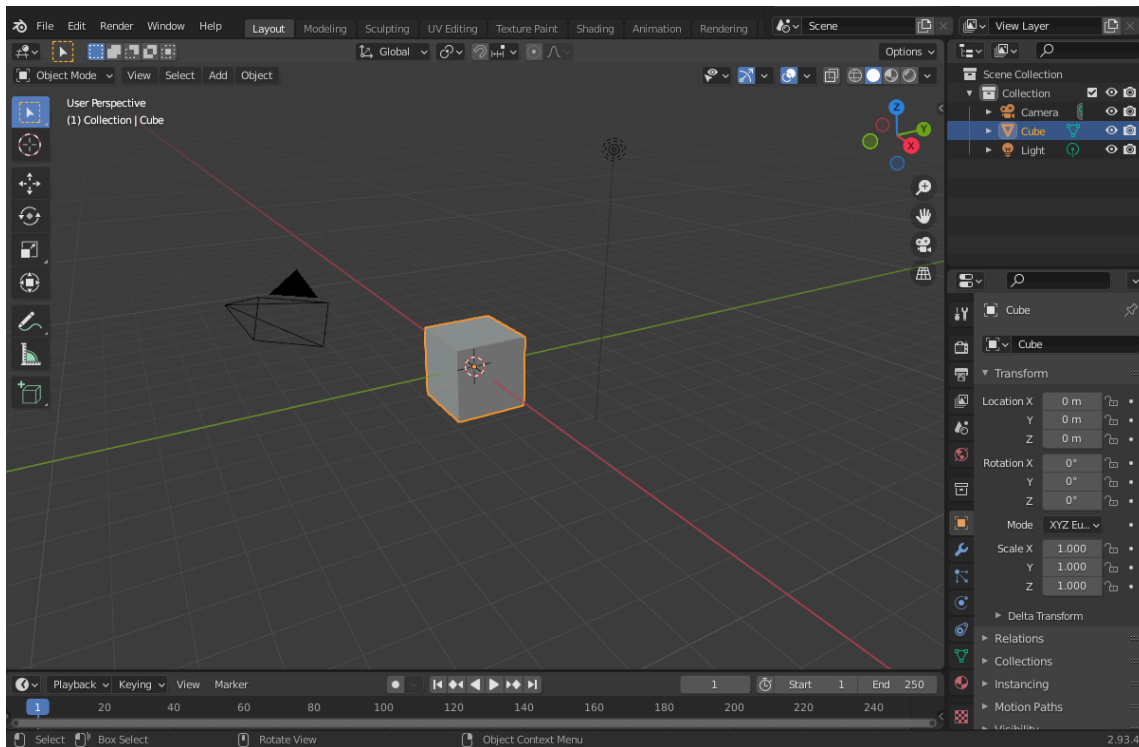 File Edit Render Window Help Layout Modeling Sculpting UV Editing Texture Paint Shading Animation Rendering Scene View Layer
Global Options
Object Mode View Select Add Object
User Perspective
(1) Collection | Cube
Z
Y
X
Scene Collection
Collection
Camera
Cube
Light
Cube
Cube
Transform
Location X 0 m
Y 0 m
Z 0 m
Rotation X 0°
Y 0°
Z 0°
Mode XYZ Eu...
Scale X 1.000
Y 1.000
Z 1.000
Delta Transform
Relations
Collections
Instancing
Motion Paths
Visibility
Playback Keying View Marker 1 Start 1 End 250
1 20 40 60 80 100 120 140 160 180 200 220 240
Select Box Select Rotate View Object Context Menu 2.93.4